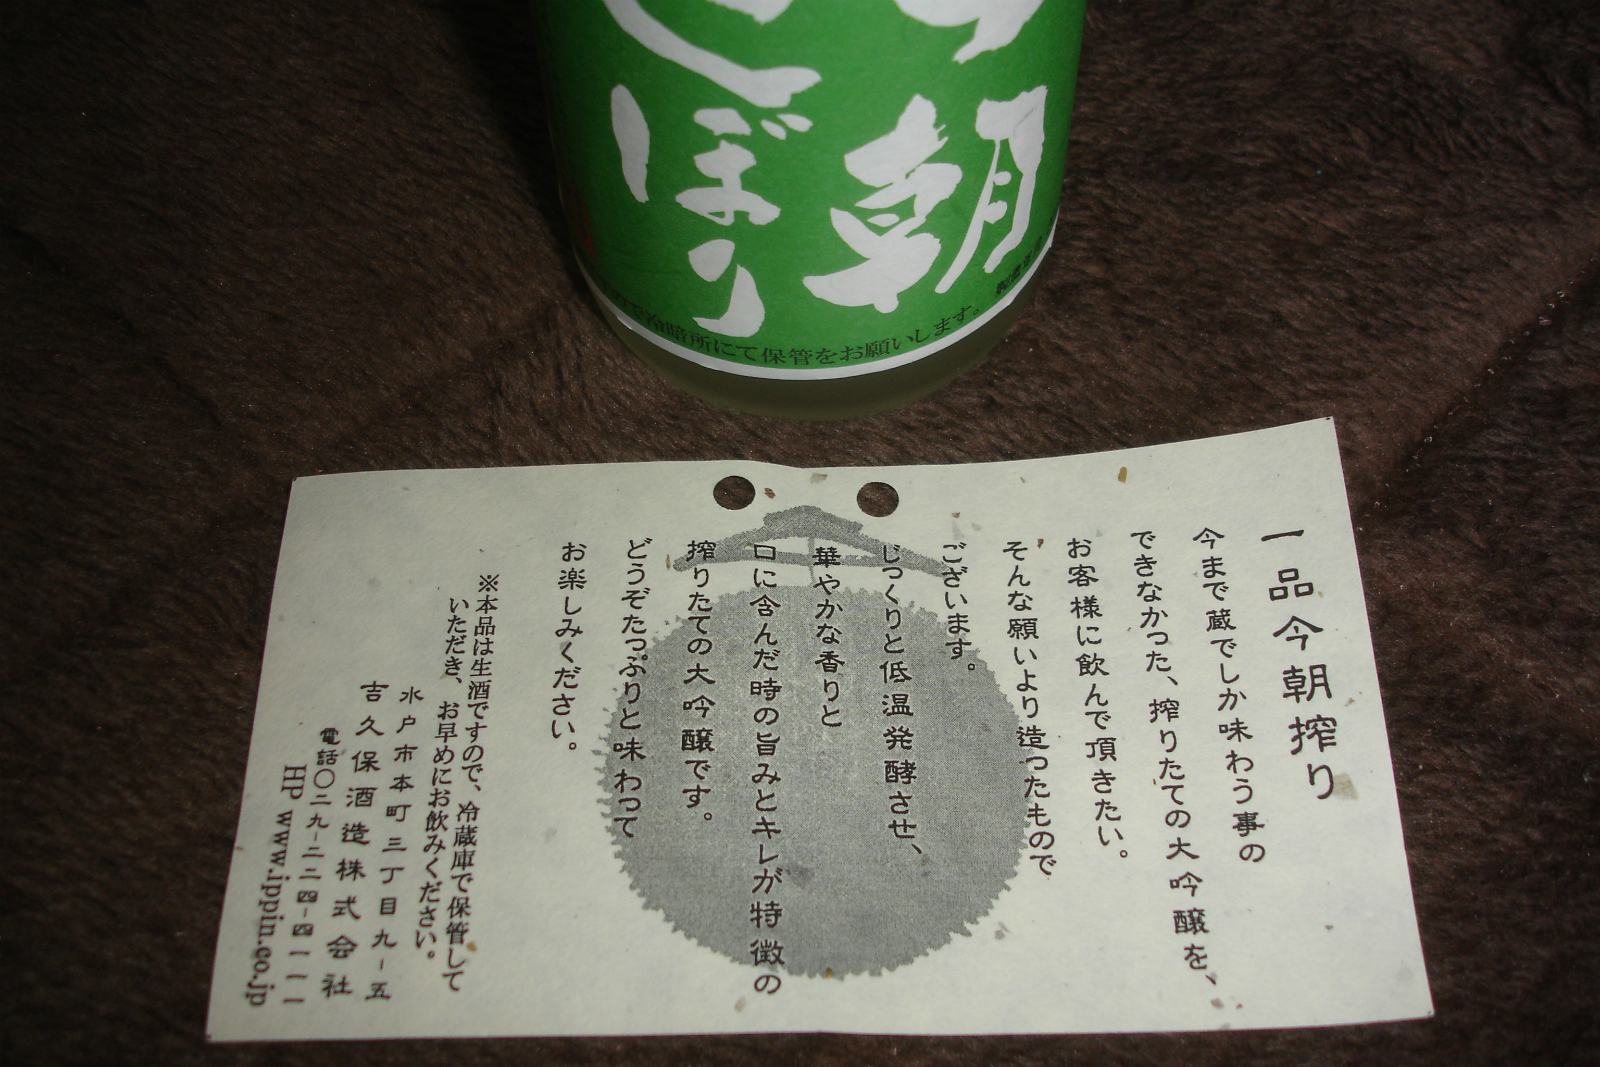 朝
ぼり
冷暗所にて保管をお願いします。
一品今朝搾り
今まで蔵でしか味わう事の
できなかった、搾りたての大吟醸を、
お客様に飲んで頂きたい。
そんな願いより造ったもので
ございます。
じっくりと低温発酵させ、
華やかな香りと
口に含んだ時の旨みとキレが特徴の
搾りたての大吟醸です。
どうぞたっぷりと味わって
お楽しみください。
※本品は生酒ですので、冷蔵庫で保管して
いただき、お早めにお飲みください。
水戸市本町三丁目九-五
吉久保酒造株式会社
電話〇二九-二二四-四一一一
HP www.ippin.co.jp